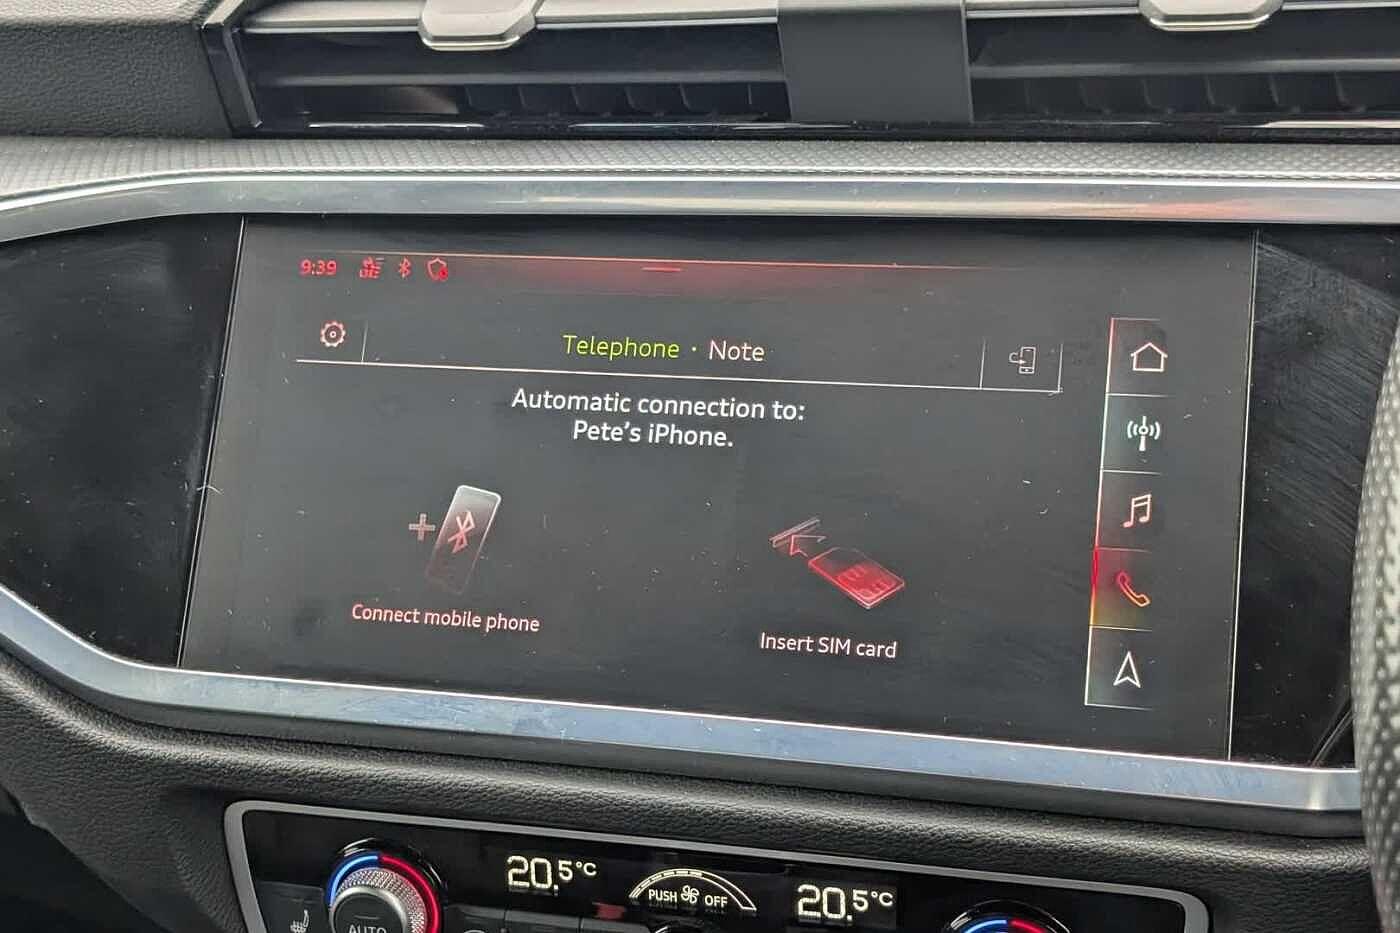 9:39
Telephone · Note
Automatic connection to:
Pete's iPhone.
Connect mobile phone
Insert SIM card
20.5°C
PUSH OFF
20.5°C
AUTO